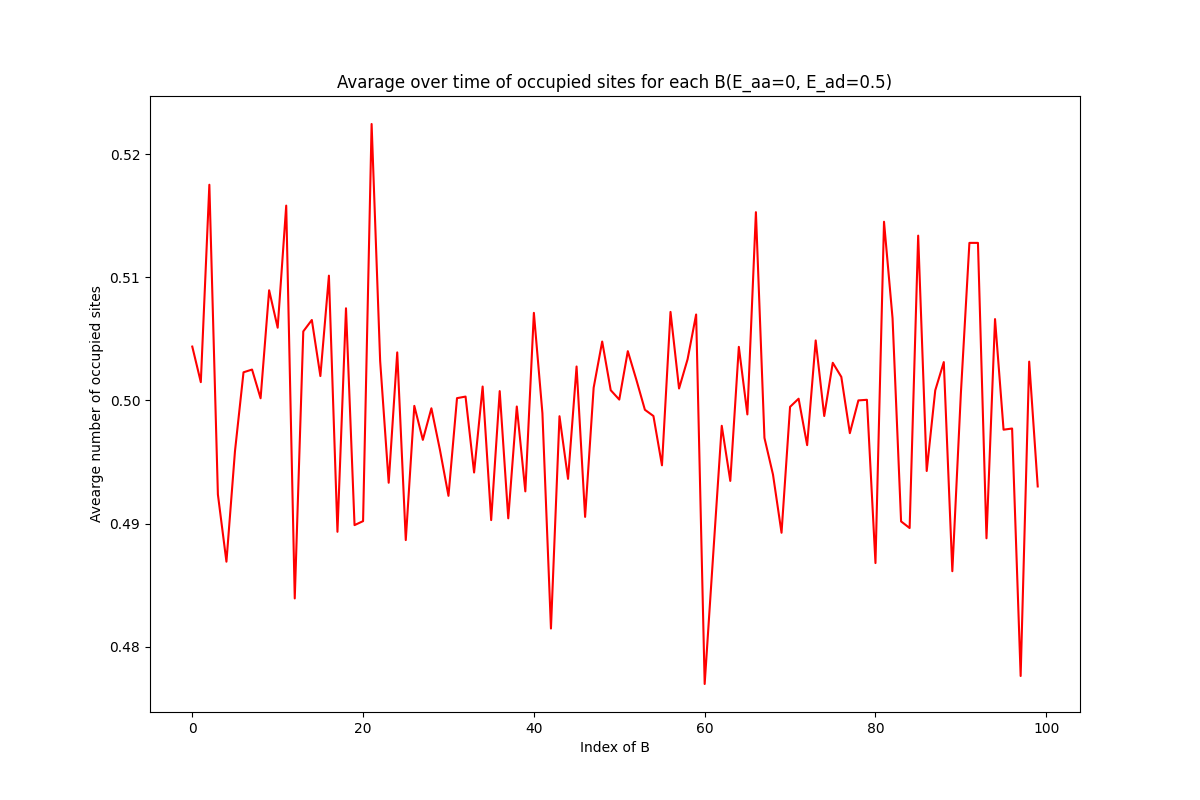 Avarage over time of occupied sites for each B(E_aa=0, E_ad=0.5)
0.52
0.51
0.50
0.49
0.48
Avearge number of occupied sites
0 20 40 60 80 100
Index of B